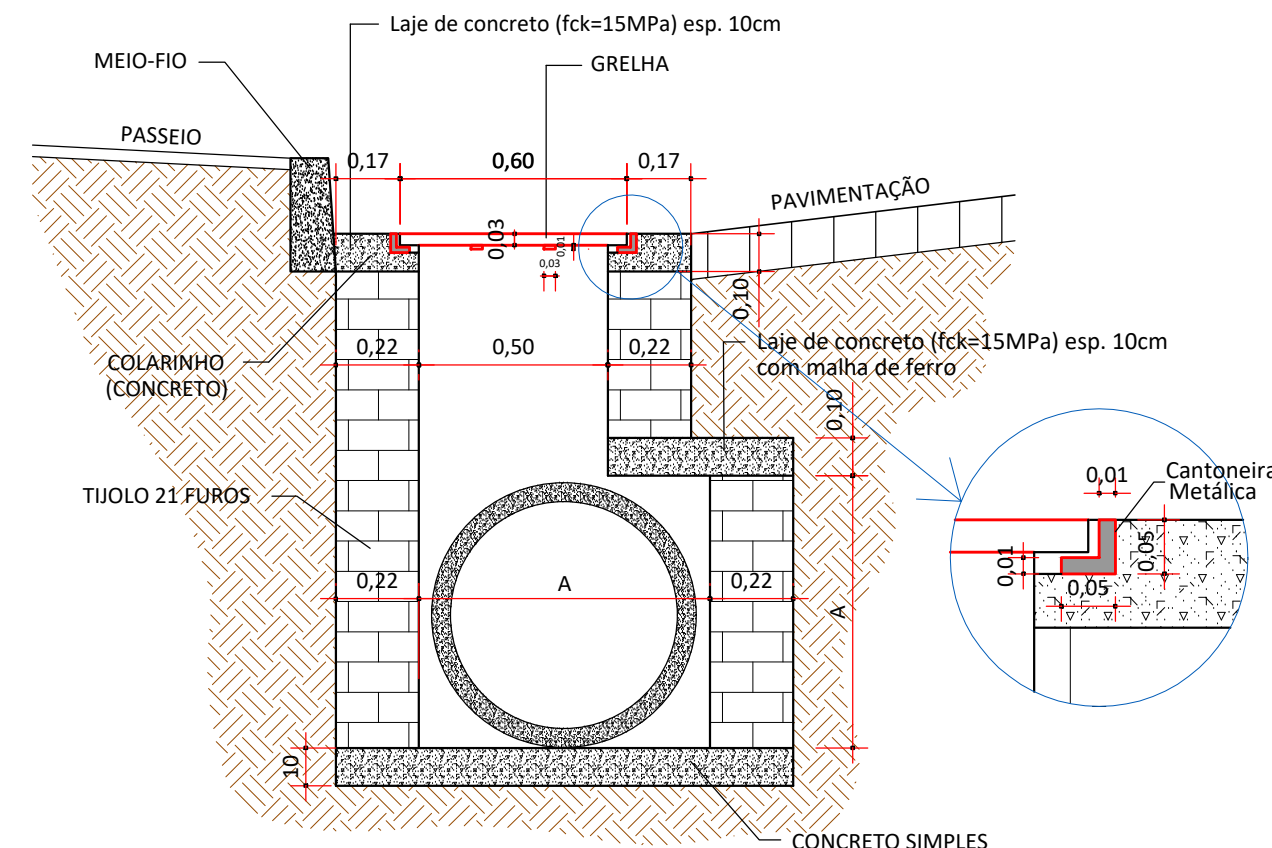 Laje de concreto (fck=15MPa) esp. 10cm
MEIO-FIO
GRELHA
PASSEIO
0,17
0,60
0,17
PAVIMENTAÇÃO
0,03
0,01
0,03
0,10
COLARINHO
(CONCRETO)
0,22
0,50
0,22
Laje de concreto (fck=15MPa) esp. 10cm
com malha de ferro
0,10
TIJOLO 21 FUROS
0,22
A
0,22
A
0,01
Cantoneira
Metálica
0,01
0,05
0,05
10
CONCRETO SIMPLES